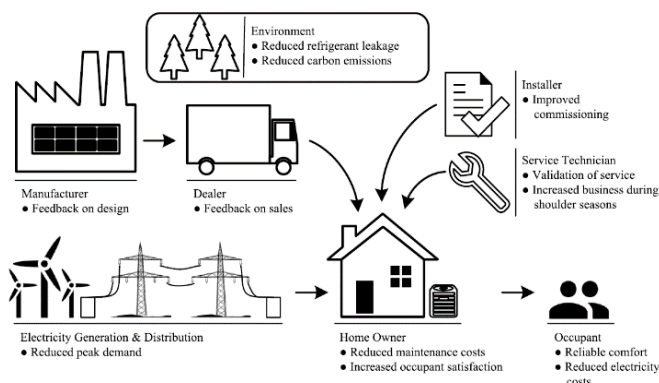 Environment
● Reduced refrigerant leakage
● Reduced carbon emissions
Installer
● Improved
commissioning
Service Technician
● Validation of service
● Increased business during
shoulder seasons
Manufacturer
● Feedback on design
Dealer
● Feedback on sales
Electricity Generation & Distribution
● Reduced peak demand
Home Owner
● Reduced maintenance costs
● Increased occupant satisfaction
Occupant
● Reliable comfort
● Reduced electricity
costs